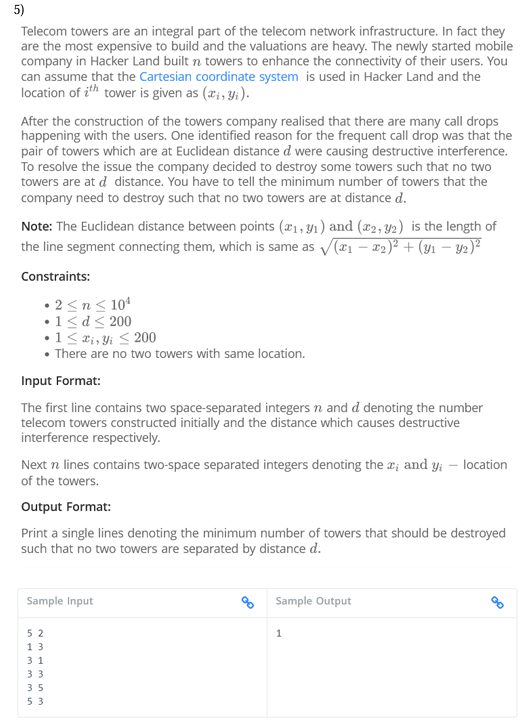 5)
Telecom towers are an integral part of the telecom network infrastructure. In fact they
are the most expensive to build and the valuations are heavy. The newly started mobile
company in Hacker Land built n towers to enhance the connectivity of their users. You
can assume that the Cartesian coordinate system is used in Hacker Land and the
location of i^{th} tower is given as (x_i, y_i).
After the construction of the towers company realised that there are many call drops
happening with the users. One identified reason for the frequent call drop was that the
pair of towers which are at Euclidean distance d were causing destructive interference.
To resolve the issue the company decided to destroy some towers such that no two
towers are at d distance. You have to tell the minimum number of towers that the
company need to destroy such that no two towers are at distance d.
Note: The Euclidean distance between points (x_1, y_1) and (x_2, y_2) is the length of
the line segment connecting them, which is same as √(x_1 − x_2)² + (y_1 − y_2)²
Constraints:
• 2 ≤ n ≤ 10⁴
• 1 ≤ d ≤ 200
• 1 ≤ x_i, y_i ≤ 200
• There are no two towers with same location.
Input Format:
The first line contains two space-separated integers n and d denoting the number
telecom towers constructed initially and the distance which causes destructive
interference respectively.
Next n lines contains two-space separated integers denoting the x_i and y_i − location
of the towers.
Output Format:
Print a single lines denoting the minimum number of towers that should be destroyed
such that no two towers are separated by distance d.
Sample Input
Sample Output
5 2
1 3
3 1
3 3
3 5
5 3
1